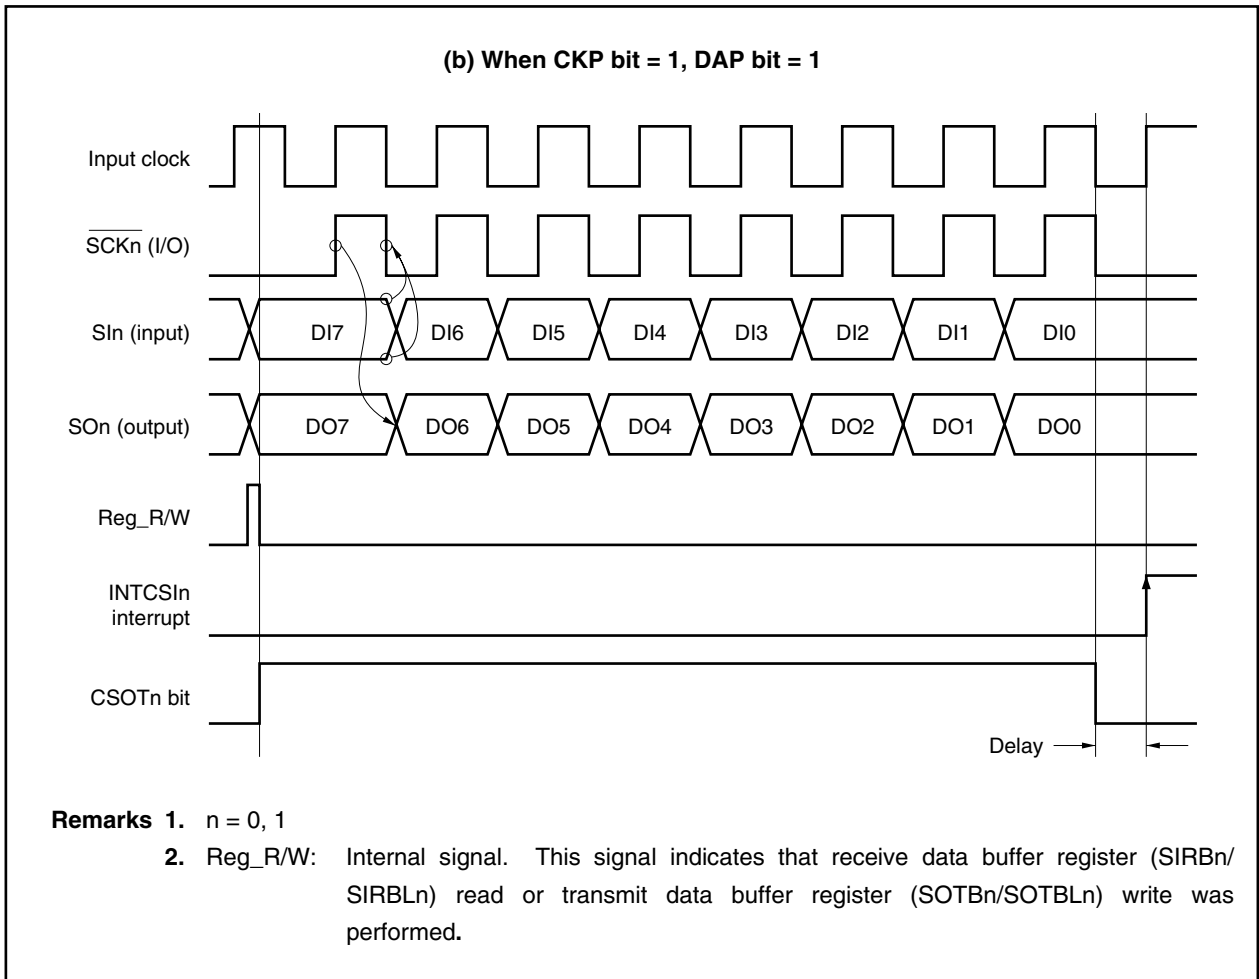 (b) When CKP bit = 1, DAP bit = 1
Input clock
SCKn (I/O)
SIn (input)
DI7 DI6 DI5 DI4 DI3 DI2 DI1 DI0
SOn (output)
DO7 DO6 DO5 DO4 DO3 DO2 DO1 DO0
Reg_R/W
INTCSIn
interrupt
CSOTn bit
Delay
Remarks 1. n = 0, 1
2. Reg_R/W: Internal signal. This signal indicates that receive data buffer register (SIRBn/
SIRBLn) read or transmit data buffer register (SOTBn/SOTBLn) write was
performed.